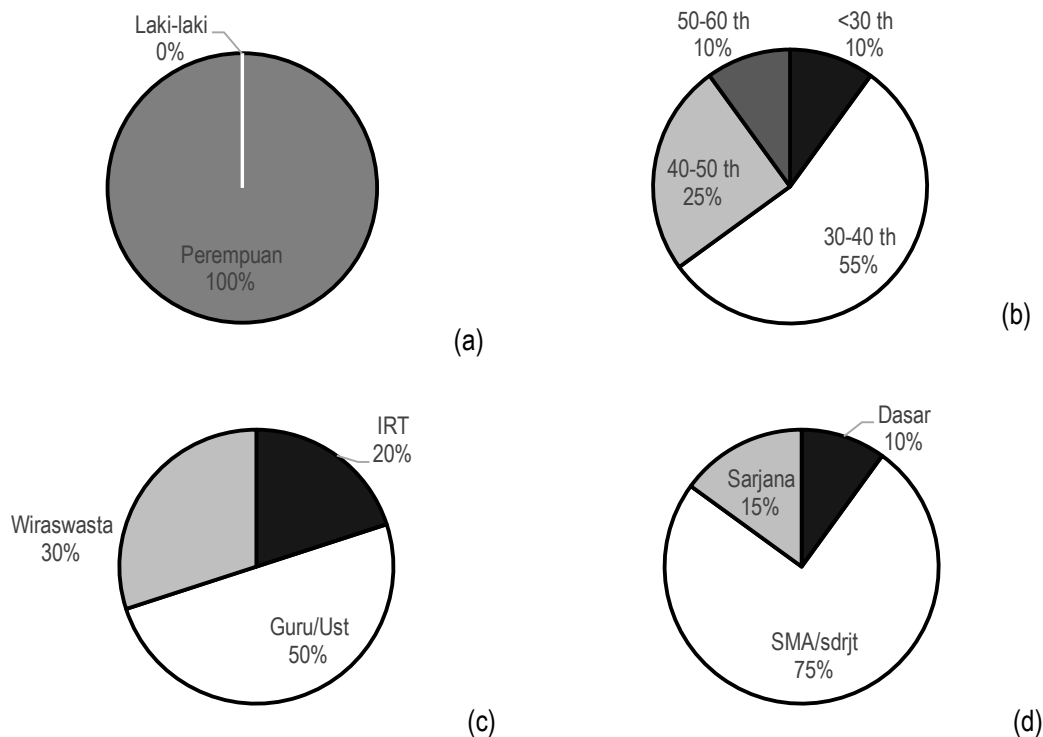 Laki-laki
0%
Perempuan
100%
(a)
50-60 th
10%
<30 th
10%
40-50 th
25%
30-40 th
55%
(b)
IRT
20%
Wiraswasta
30%
Guru/Ust
50%
(c)
Dasar
10%
Sarjana
15%
SMA/sdrjt
75%
(d)